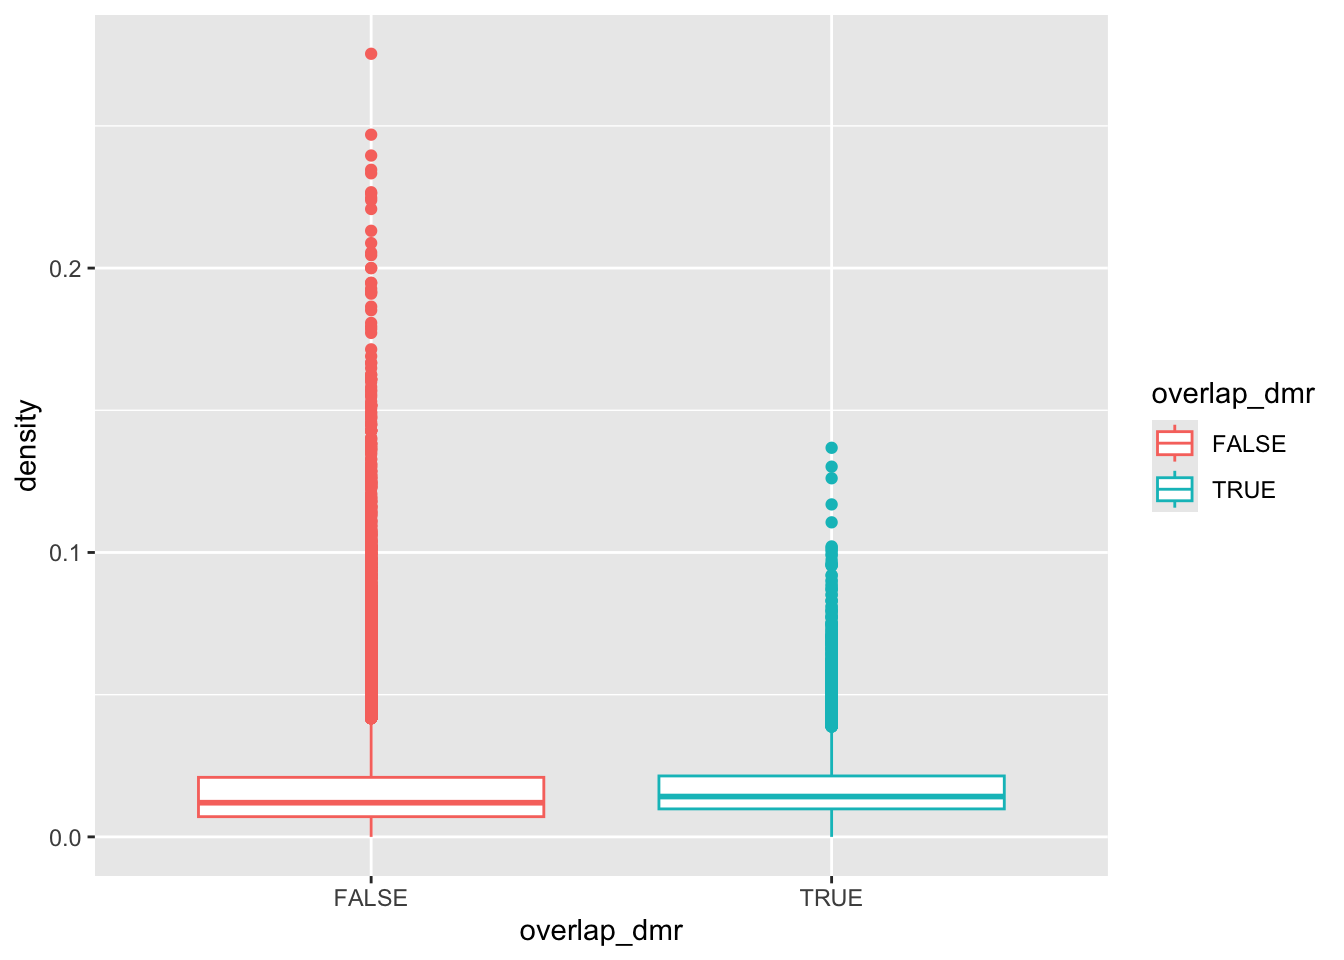 density
0.2
0.1
0.0
FALSE
TRUE
overlap_dmr
overlap_dmr
FALSE
TRUE